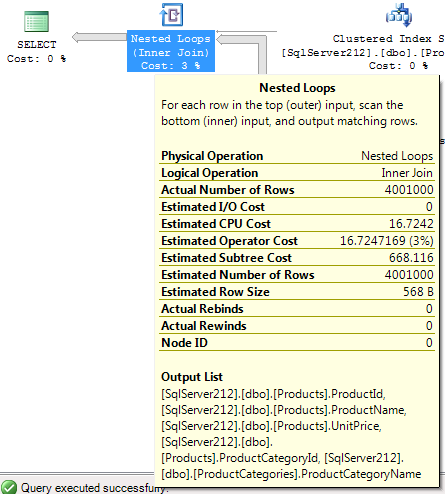 SELECT
Cost: 0 %
Nested Loops
(Inner Join)
Cost: 3 %
Clustered Index S
[SqlServer212].[dbo].[Pro
Cost: 0 %
Nested Loops
For each row in the top (outer) input, scan the
bottom (inner) input, and output matching rows.
Physical Operation Nested Loops
Logical Operation Inner Join
Actual Number of Rows 4001000
Estimated I/O Cost 0
Estimated CPU Cost 16.7242
Estimated Operator Cost 16.7247169 (3%)
Estimated Subtree Cost 668.116
Estimated Number of Rows 4001000
Estimated Row Size 568 B
Actual Rebinds 0
Actual Rewinds 0
Node ID 0
Output List
[SqlServer212].[dbo].[Products].ProductId,
[SqlServer212].[dbo].[Products].ProductName,
[SqlServer212].[dbo].[Products].UnitPrice,
[SqlServer212].[dbo].
[Products].ProductCategoryId, [SqlServer212].
[dbo].[ProductCategories].ProductCategoryName
Query executed successfully.